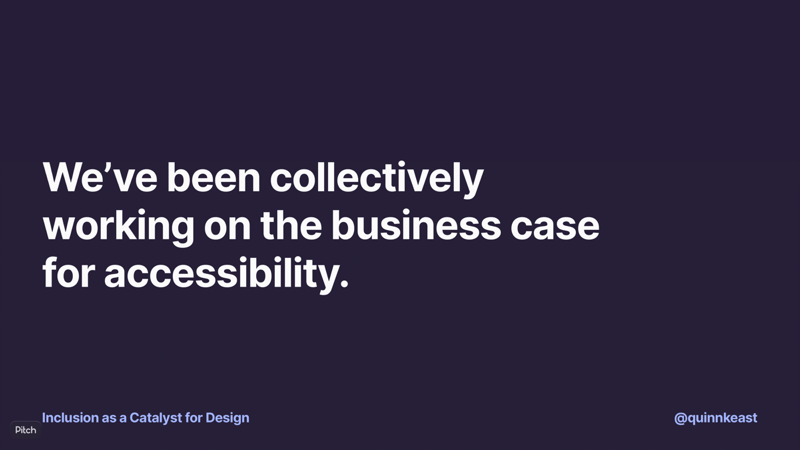 We’ve been collectively
working on the business case
for accessibility.
Inclusion as a Catalyst for Design
@quinnkeast
Pitch